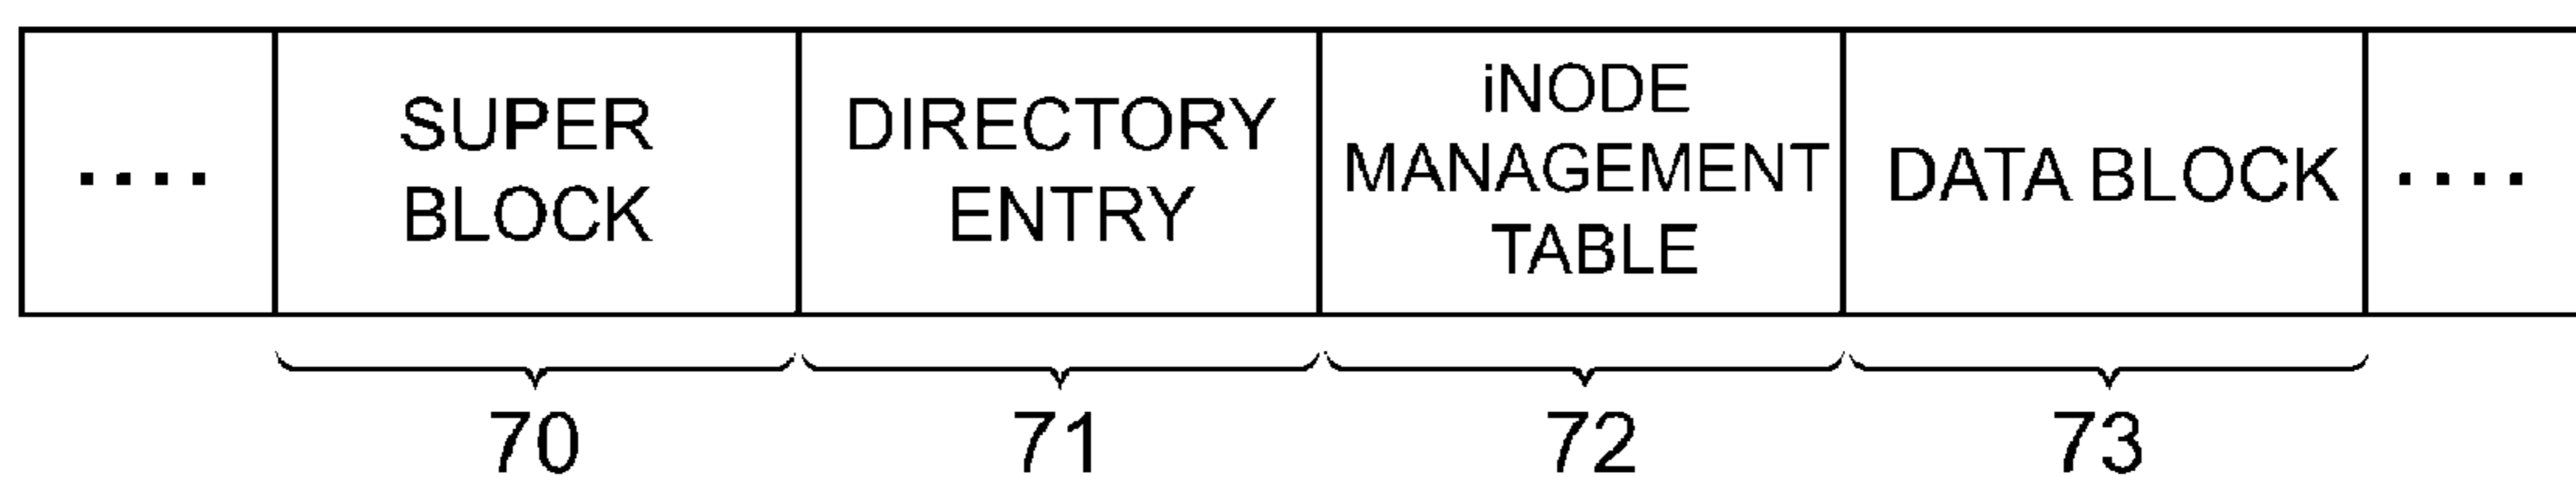 ....
SUPER
BLOCK
DIRECTORY
ENTRY
iNODE
MANAGEMENT
TABLE
DATA BLOCK
....
70
71
72
73